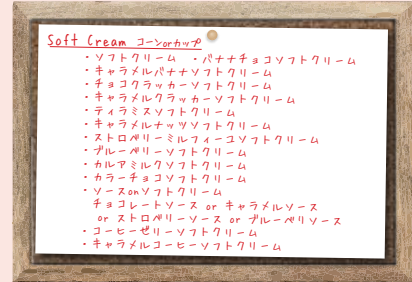 Soft Cream コーンorカップ
・ソフトクリーム ・バナナチョコソフトクリーム
・キャラメルバナナソフトクリーム
・チョコクラッカーソフトクリーム
・キャラメルクラッカーソフトクリーム
・ティラミスソフトクリーム
・キャラメルナッツソフトクリーム
・ストロベリーミルフィーユソフトクリーム
・ブルーベリーソフトクリーム
・カルアミルクソフトクリーム
・カラーチョコソフトクリーム
・ソースonソフトクリーム
チョコレートソース or キャラメルソース
or ストロベリーソース or ブルーベリソース
・コーヒーゼリーソフトクリーム
・キャラメルコーヒーソフトクリーム